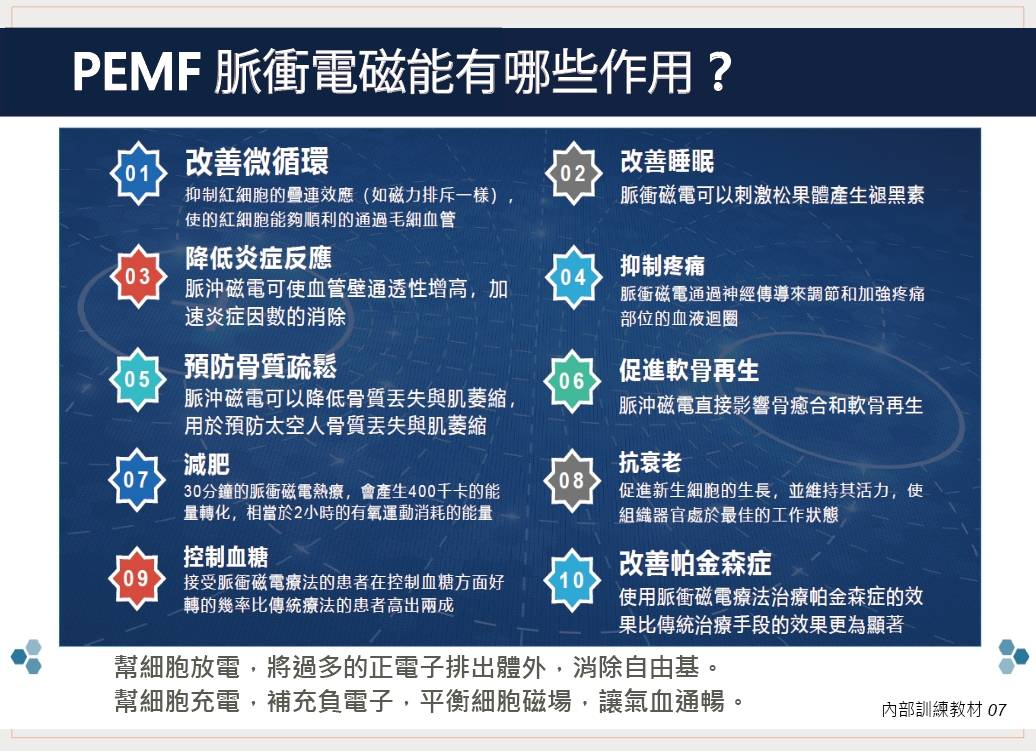 PEMF 脈衝電磁能有哪些作用？
01
改善微循環
抑制紅細胞的疊連效應（如磁力排斥一樣），
使的紅細胞能夠順利的通過毛細血管
02
改善睡眠
脈衝磁電可以刺激松果體產生褪黑素
03
降低炎症反應
脈沖磁電可使血管壁通透性增高，加
速炎症因數的消除
04
抑制疼痛
脈衝磁電通過神經傳導來調節和加強疼痛
部位的血液迴圈
05
預防骨質疏鬆
脈沖磁電可以降低骨質丟失與肌萎縮，
用於預防太空人骨質丟失與肌萎縮
06
促進軟骨再生
脈沖磁電直接影響骨癒合和軟骨再生
07
減肥
30分鐘的脈衝磁電熱療，會產生400千卡的能
量轉化，相當於2小時的有氧運動消耗的能量
08
抗衰老
促進新生細胞的生長，並維持其活力，使
組織器官處於最佳的工作狀態
09
控制血糖
接受脈衝磁電療法的患者在控制血糖方面好
轉的幾率比傳統療法的患者高出兩成
10
改善帕金森症
使用脈衝磁電療法治療帕金森症的效
果比傳統治療手段的效果更為顯著
幫細胞放電，將過多的正電子排出體外，消除自由基。
幫細胞充電，補充負電子，平衡細胞磁場，讓氣血通暢。
內部訓練教材 07